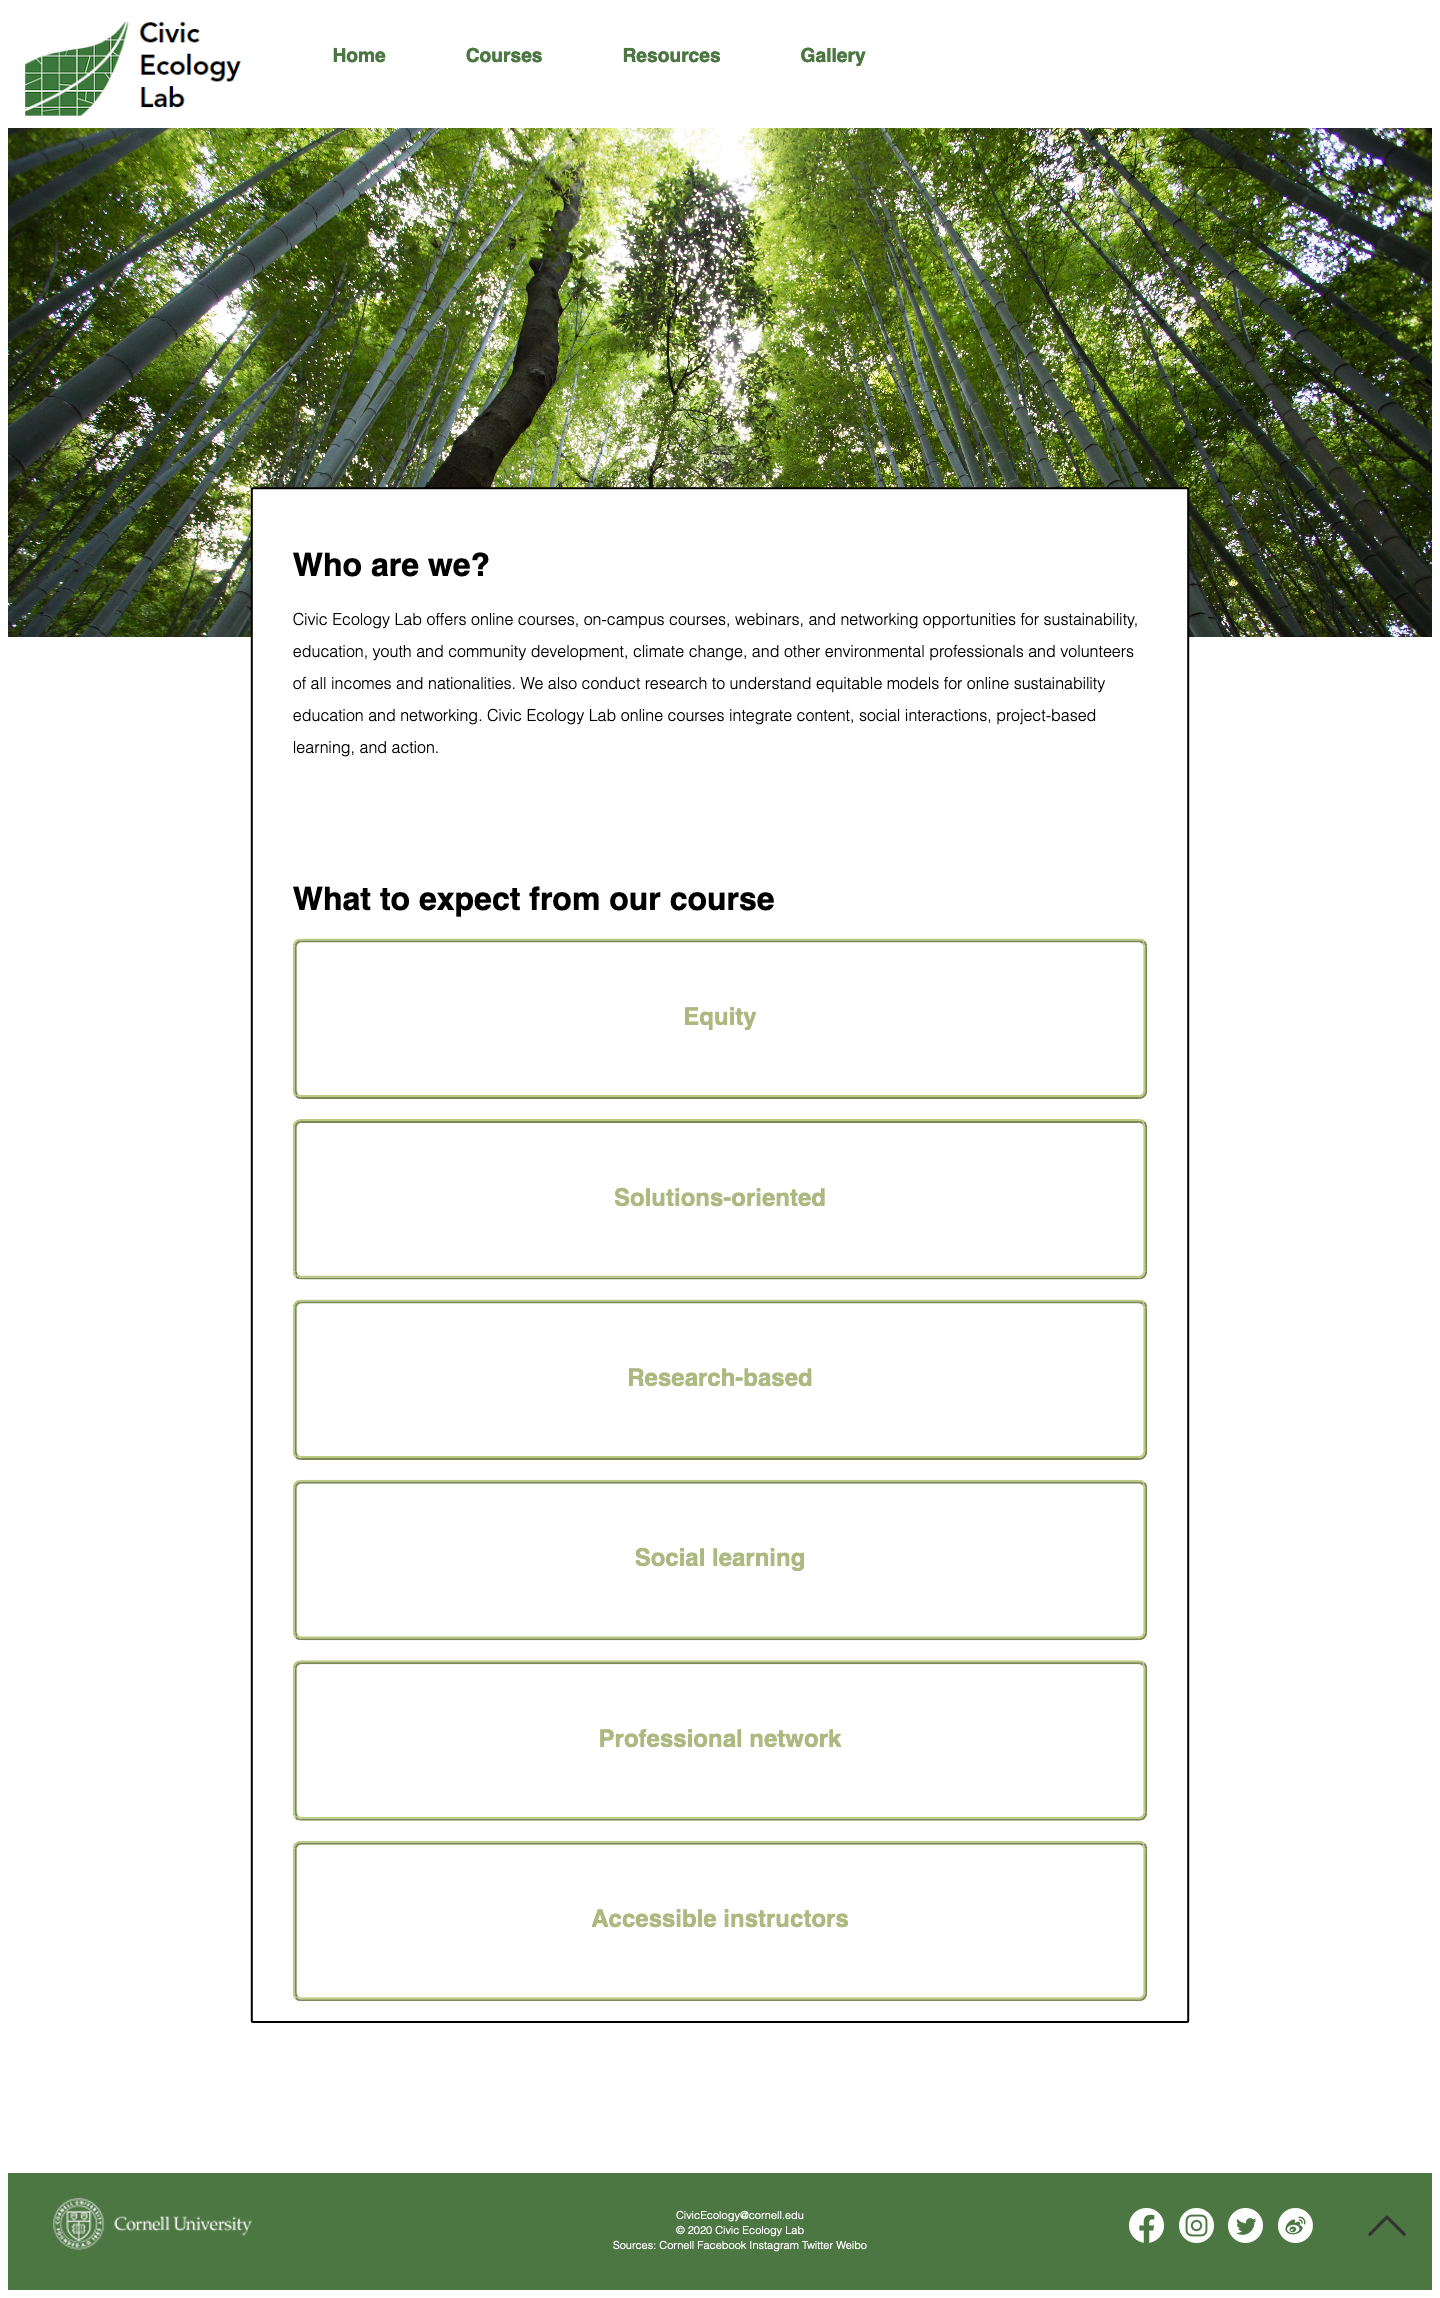 Civic
Ecology
Lab
Home Courses Resources Gallery
Who are we?
Civic Ecology Lab offers online courses, on-campus courses, webinars, and networking opportunities for sustainability,
education, youth and community development, climate change, and other environmental professionals and volunteers
of all incomes and nationalities. We also conduct research to understand equitable models for online sustainability
education and networking. Civic Ecology Lab online courses integrate content, social interactions, project-based
learning, and action.
What to expect from our course
Equity
Solutions-oriented
Research-based
Social learning
Professional network
Accessible instructors
Cornell University
CivicEcology@cornell.edu
© 2020 Civic Ecology Lab
Sources: Cornell Facebook Instagram Twitter Weibo